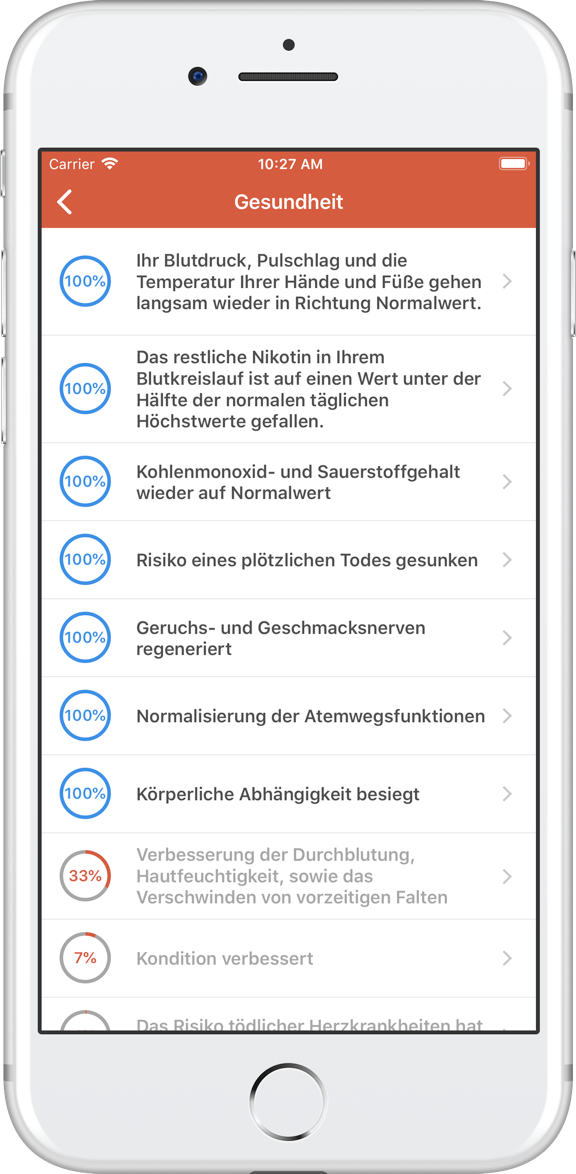 Carrier 10:27 AM
Gesundheit
Ihr Blutdruck, Pulschlag und die
100% Temperatur Ihrer Hände und Füße gehen
langsam wieder in Richtung Normalwert.
Das restliche Nikotin in Ihrem
Blutkreislauf ist auf einen Wert unter der
100%
Hälfte der normalen täglichen
Höchstwerte gefallen.
Kohlenmonoxid- und Sauerstoffgehalt
100%
wieder auf Normalwert
100% Risiko eines plötzlichen Todes gesunken
Geruchs- und Geschmacksnerven
100%
regeneriert
100% Normalisierung der Atemwegsfunktionen
100% Körperliche Abhängigkeit besiegt
Verbesserung der Durchblutung,
33% Hautfeuchtigkeit, sowie das
Verschwinden von vorzeitigen Falten
7% Kondition verbessert
Das Risiko tödlicher Herzkrankheiten hat